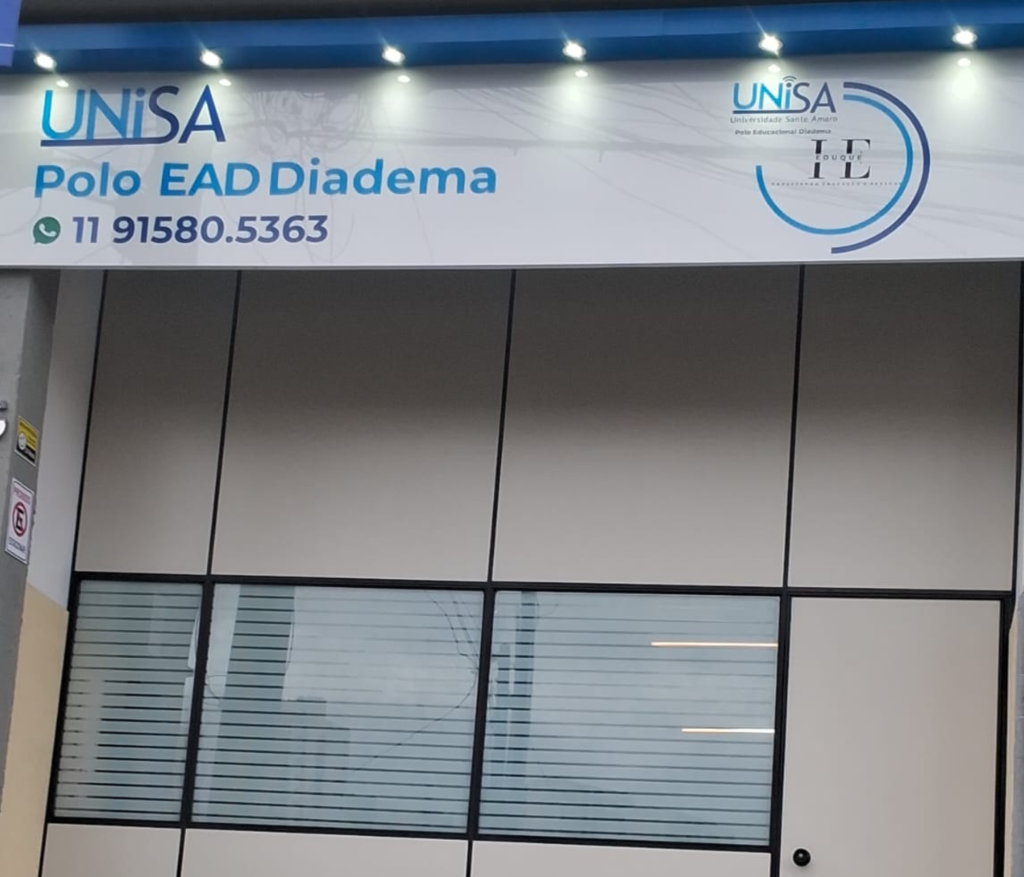 UNiSA
Polo EAD Diadema
11 91580.5363
UNiSA
Universidade Santo Amaro
Polo Educacional Diadema
IE
EDUQUE